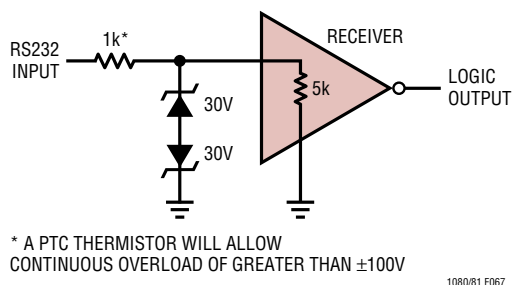 1k*
RECEIVER
RS232
INPUT
30V
5k
LOGIC
OUTPUT
30V
* A PTC THERMISTOR WILL ALLOW
CONTINUOUS OVERLOAD OF GREATER THAN ±100V
1080/81 F067